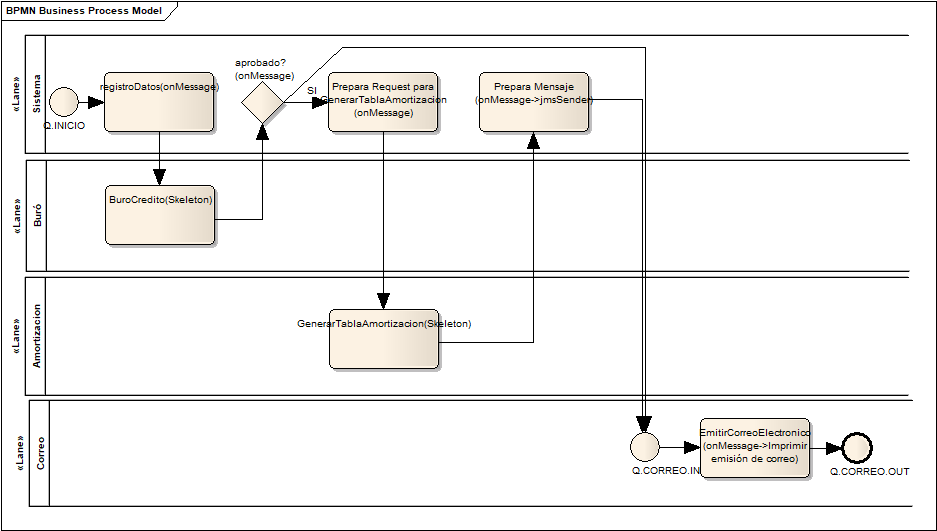 BPMN Business Process Model
«Lane»
Sistema
Q.INICIO
registroDatos(onMessage)
aprobado?
(onMessage)
SI
Prepara Request para
GenerarTablaAmortizacion
(onMessage)
Prepara Mensaje
(onMessage->jmsSender)
«Lane»
Buró
BuroCredito(Skeleton)
«Lane»
Amortizacion
GenerarTablaAmortizacion(Skeleton)
«Lane»
Correo
Q.CORREO.IN
EmitirCorreoElectronico
(onMessage->Imprimir
emisión de correo)
Q.CORREO.OUT